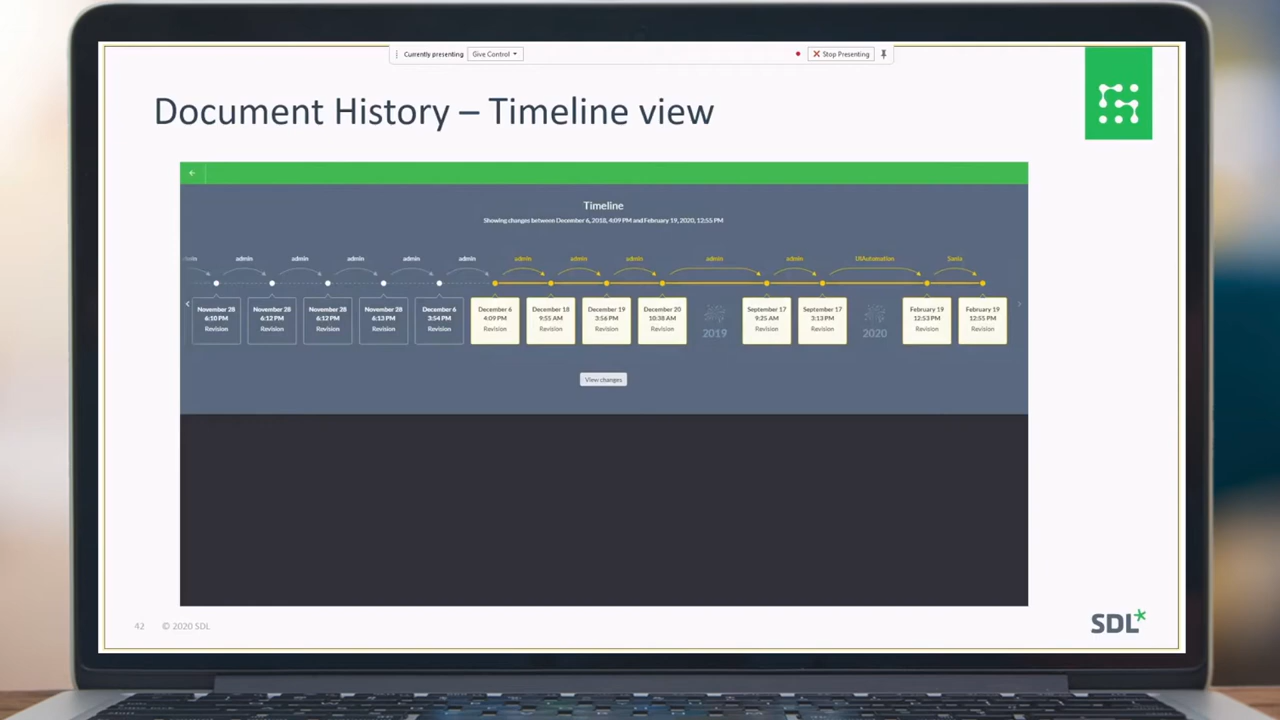 Currently presenting Give Control Stop Presenting
Document History – Timeline view
Timeline
Showing changes between December 6, 2018, 4:09 PM and February 19, 2020, 12:55 PM
admin admin admin admin admin admin admin admin admin admin Sonia
November 28 November 28 November 28 November 28 December 6 December 6 December 18 December 19 December 20 September 17 September 17 February 19 February 19
6:10 PM 6:12 PM 6:12 PM 6:13 PM 3:54 PM 4:09 PM 9:55 AM 3:56 PM 10:38 AM 9:25 AM 3:13 PM 12:53 PM 12:55 PM
Revision Revision Revision Revision Revision Revision Revision Revision Revision Revision Revision Revision Revision
2019 2020
View changes
42 © 2020 SDL
SDL*